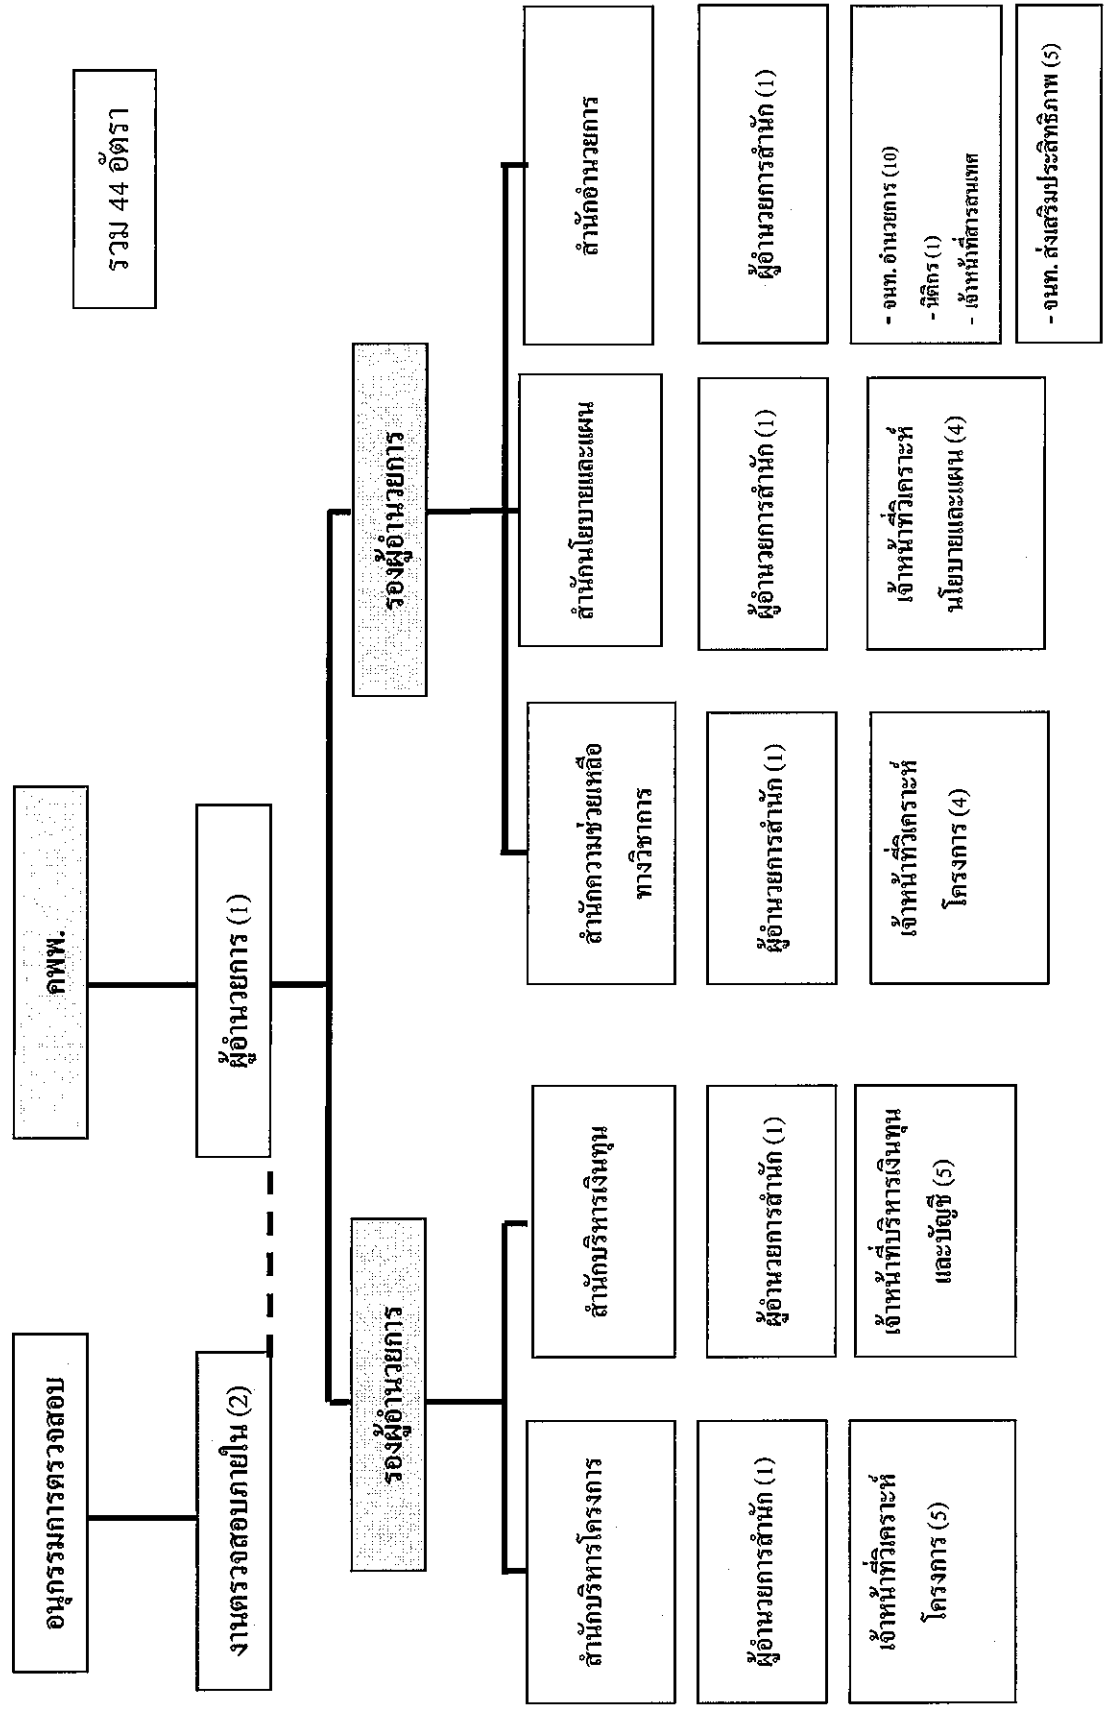 รวม 44 อัตรา
อนุกรรมการตรวจสอบ
คพพ.
งานตรวจสอบภายใน (2)
ผู้อำนวยการ (1)
รองผู้อำนวยการ
รองผู้อำนวยการ
สำนักบริหารโครงการ
สำนักบริหารเงินทุน
สำนักความช่วยเหลือ
ทางวิชาการ
สำนักนโยบายและแผน
สำนักอำนวยการ
ผู้อำนวยการสำนัก (1)
ผู้อำนวยการสำนัก (1)
ผู้อำนวยการสำนัก (1)
ผู้อำนวยการสำนัก (1)
ผู้อำนวยการสำนัก (1)
เจ้าหน้าที่วิเคราะห์
โครงการ (5)
เจ้าหน้าที่บริหารเงินทุน
และบัญชี (5)
เจ้าหน้าที่วิเคราะห์
โครงการ (4)
เจ้าหน้าที่วิเคราะห์
นโยบายและแผน (4)
- จนท. อำนวยการ (10)
- นิติกร (1)
- เจ้าหน้าที่สารสนเทศ
- จนท. ส่งเสริมประสิทธิภาพ (5)